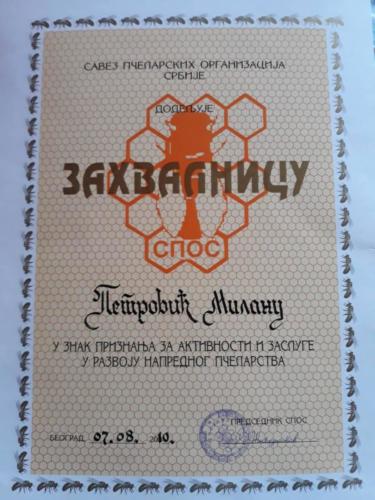 САВЕЗ ПЧЕЛАРСКИХ ОРГАНИЗАЦИЈА
СРБИЈЕ
ДОДЕЉУЈЕ
ЗАХВАЛНИЦУ
СПОС
Петровић Милану
У ЗНАК ПРИЗНАЊА ЗА АКТИВНОСТИ И ЗАСЛУГЕ
У РАЗВОЈУ НАПРЕДНОГ ПЧЕЛАРСТВА
ПРЕДСЕДНИК СПОС
БЕОГРАД, 07.08. 2010.